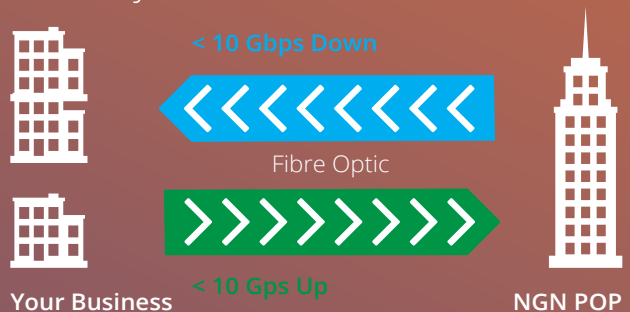 < 10 Gbps Down
Fibre Optic
< 10 Gps Up
Your Business
NGN POP